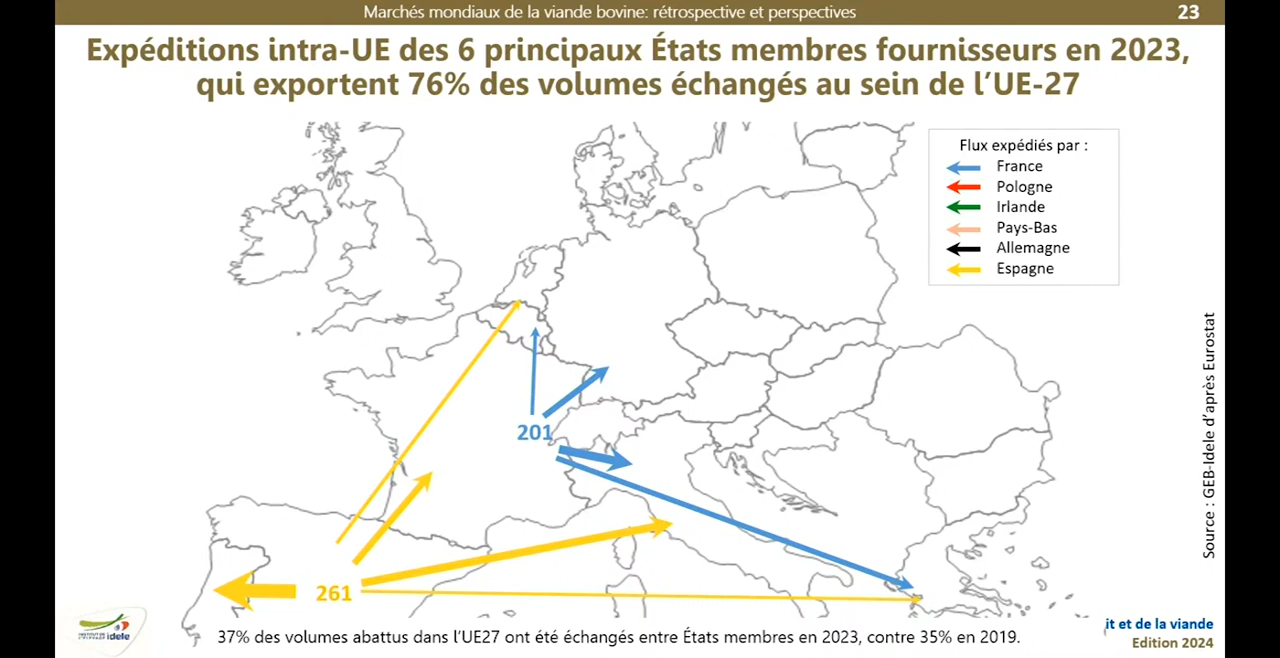 Marchés mondiaux de la viande bovine: rétrospective et perspectives
23
Expéditions intra-UE des 6 principaux États membres fournisseurs en 2023,
qui exportent 76% des volumes échangés au sein de l’UE-27
Flux expédiés par :
France
Pologne
Irlande
Pays-Bas
Allemagne
Espagne
201
261
Source : GEB-Idele d’après Eurostat
idele
37% des volumes abattus dans l’UE27 ont été échangés entre États membres en 2023, contre 35% en 2019.
it et de la viande
Edition 2024